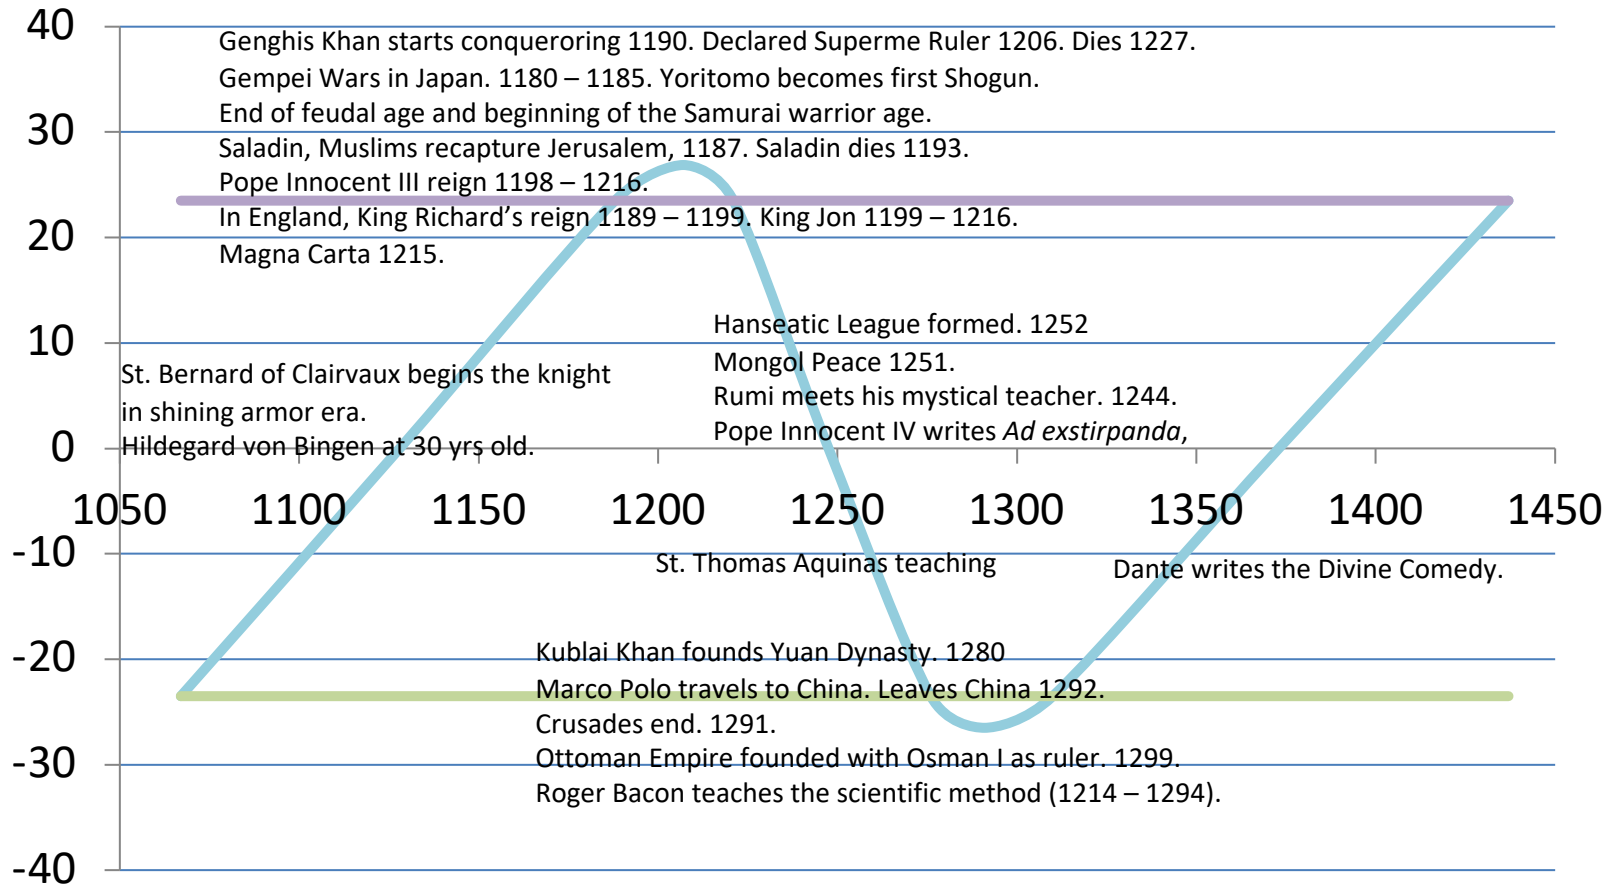 40
Genghis Khan starts conqueroring 1190. Declared Superme Ruler 1206. Dies 1227.
Gempei Wars in Japan. 1180 – 1185. Yoritomo becomes first Shogun.
End of feudal age and beginning of the Samurai warrior age.
30
Saladin, Muslims recapture Jerusalem, 1187. Saladin dies 1193.
Pope Innocent III reign 1198 – 1216.
In England, King Richard’s reign 1189 – 1199. King Jon 1199 – 1216.
20
Magna Carta 1215.
Hanseatic League formed. 1252
10
Mongol Peace 1251.
St. Bernard of Clairvaux begins the knight
in shining armor era.
Hildegard von Bingen at 30 yrs old.
Rumi meets his mystical teacher. 1244.
Pope Innocent IV writes Ad exstirpanda,
0
1050 1100 1150 1200 1250 1300 1350 1400 1450
-10
St. Thomas Aquinas teaching
Dante writes the Divine Comedy.
-20
Kublai Khan founds Yuan Dynasty. 1280
Marco Polo travels to China. Leaves China 1292.
Crusades end. 1291.
Ottoman Empire founded with Osman I as ruler. 1299.
-30
Roger Bacon teaches the scientific method (1214 – 1294).
-40